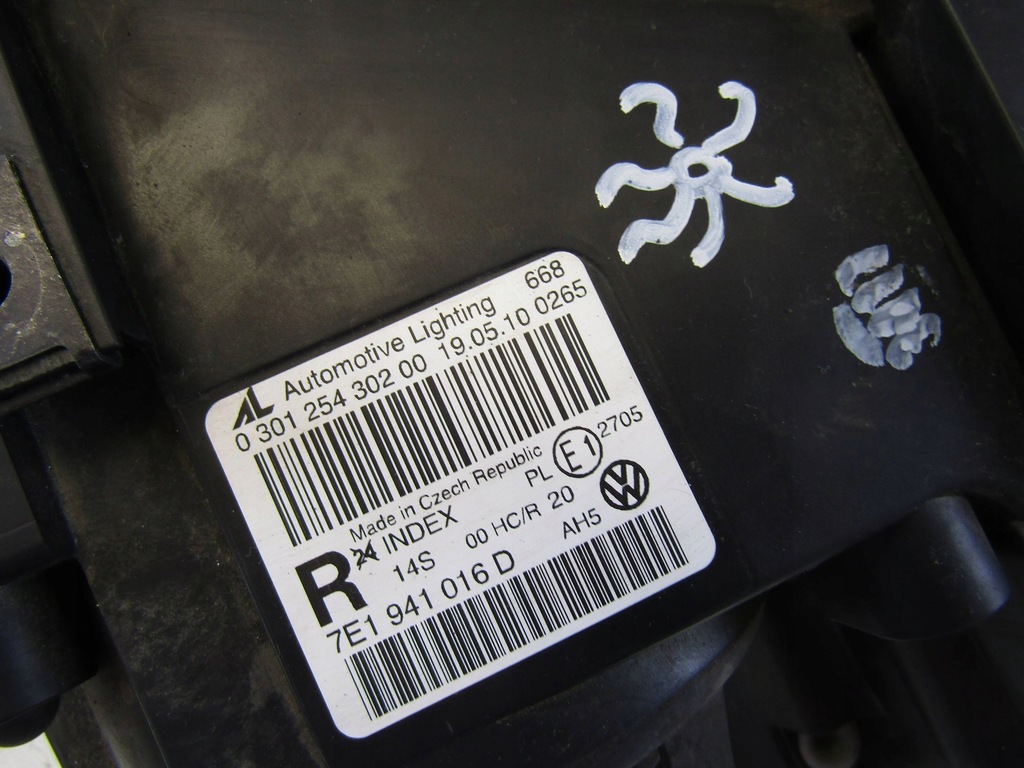 AL Automotive Lighting 668
0 301 254 302 00 19.05.10 0265
Made in Czech Republic
INDEX PL E1 2705
R 14S 00 HC/R 20
7E1 941 016 D AH5